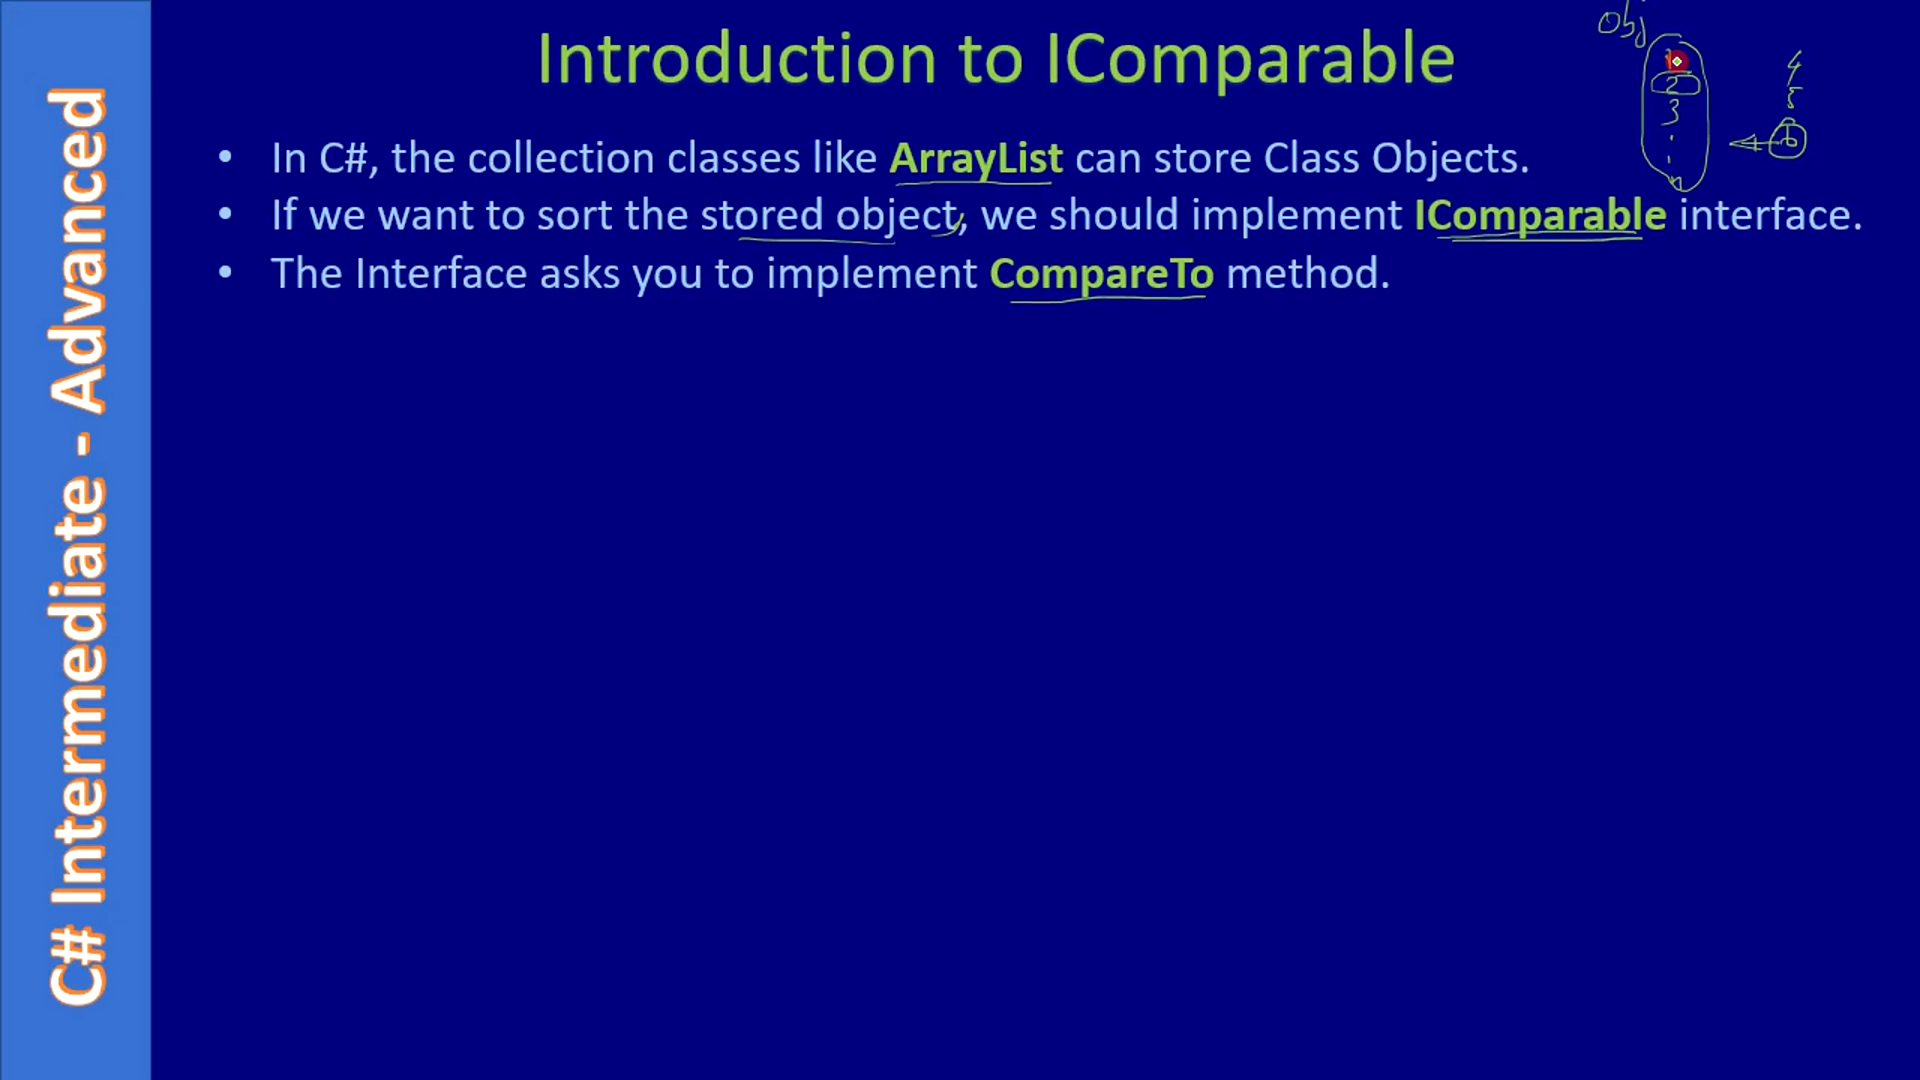 Introduction to IComparable
• In C#, the collection classes like ArrayList can store Class Objects.
• If we want to sort the stored object, we should implement IComparable interface.
• The Interface asks you to implement CompareTo method.
C# Intermediate - Advanced
Obj
2
3
n
4
5
6